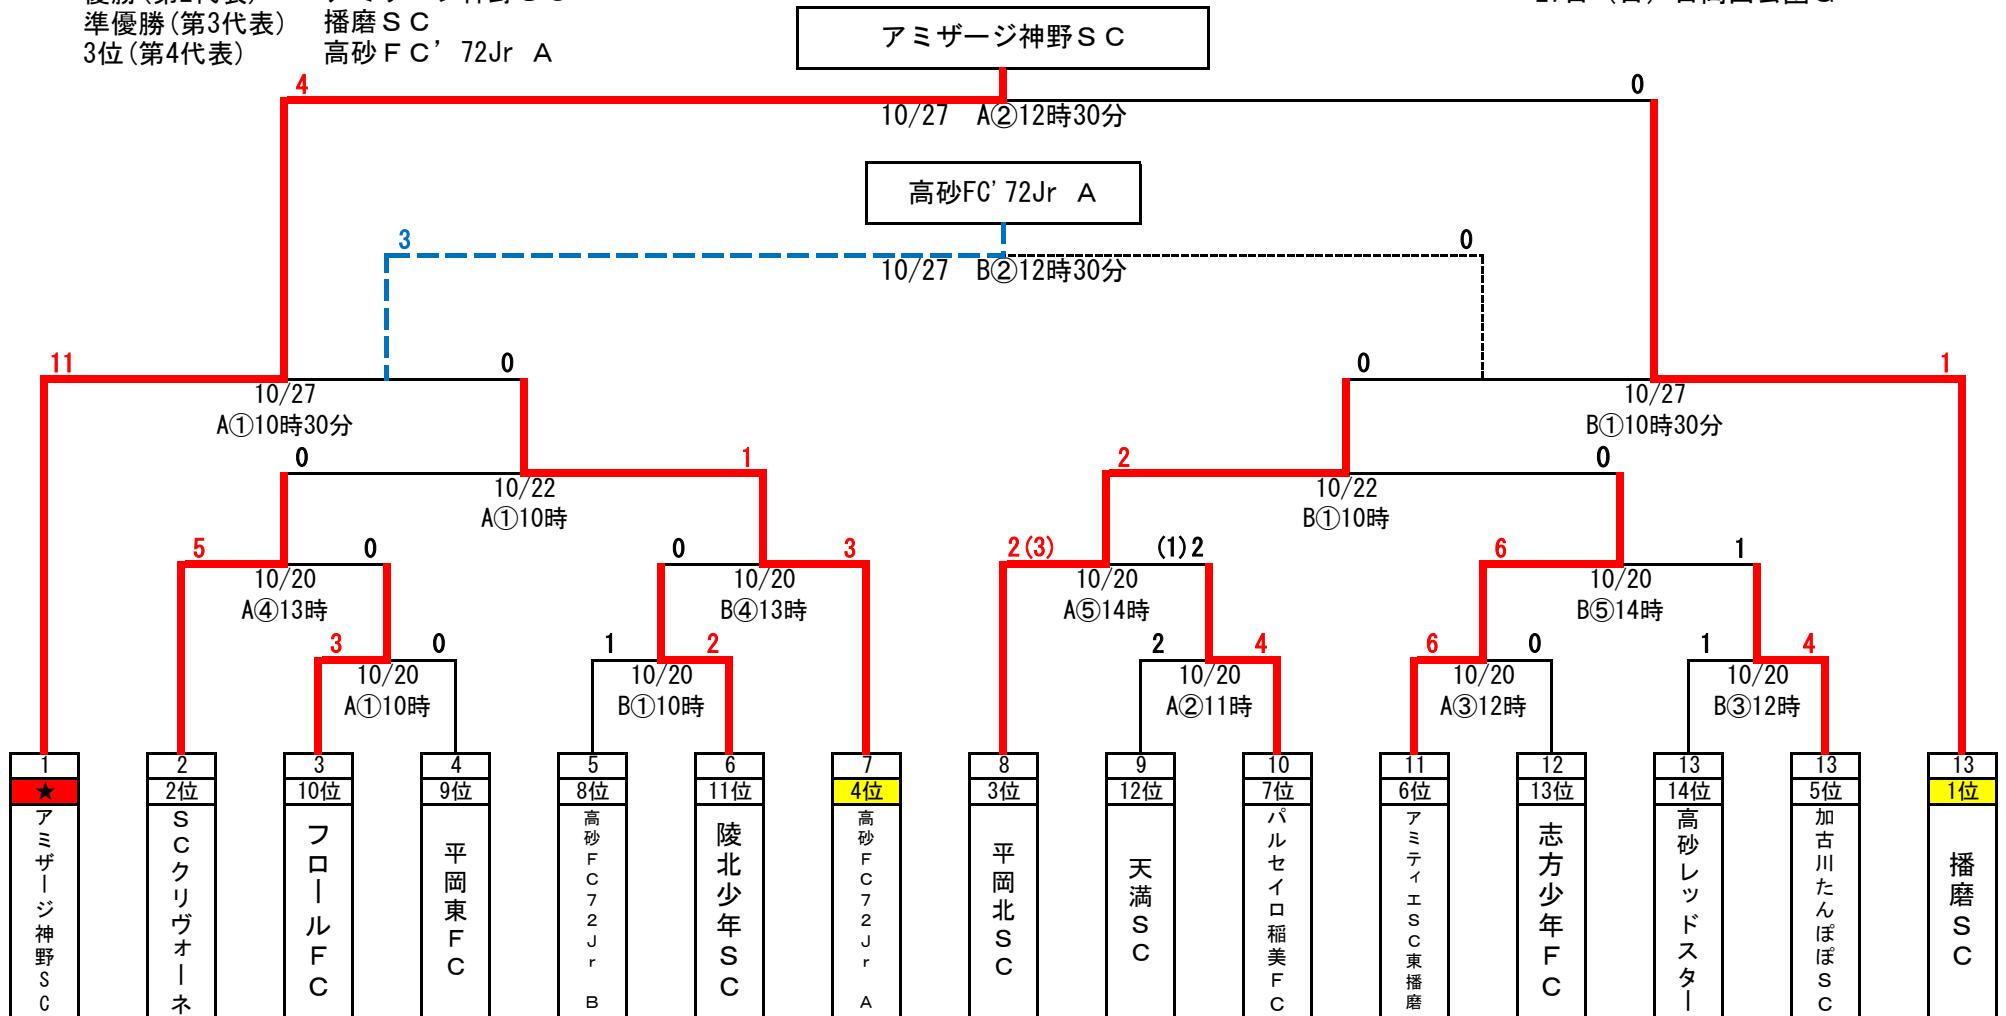 準優勝(第3代表) 播磨ＳＣ
3位(第4代表) 高砂ＦＣ’72Jr A
アミザージ神野ＳＣ
4
0
10/27 A②12時30分
高砂FC'72Jr A
3
0
10/27 B②12時30分
11
0
0
1
10/27
A①10時30分
10/27
B①10時30分
0
1
2
0
10/22
A①10時
10/22
B①10時
5
0
0
3
2(3)
(1)2
6
1
10/20
A④13時
10/20
B④13時
10/20
A⑤14時
10/20
B⑤14時
3
0
1
2
2
4
6
0
1
4
10/20
A①10時
10/20
B①10時
10/20
A②11時
10/20
A③12時
10/20
B③12時
1
★
アミザージ神野SC
2
2位
SCクリヴォーネ
3
10位
フロールFC
4
9位
平岡東FC
5
8位
高砂FC72Jr B
6
11位
陵北少年SC
7
4位
高砂FC72Jr A
8
3位
平岡北SC
9
12位
天満SC
10
7位
パルセイロ稲美FC
11
6位
アミティエSC東播磨
12
13位
志方少年FC
13
14位
高砂レッドスター
13
5位
加古川たんぽぽSC
13
1位
播磨SC